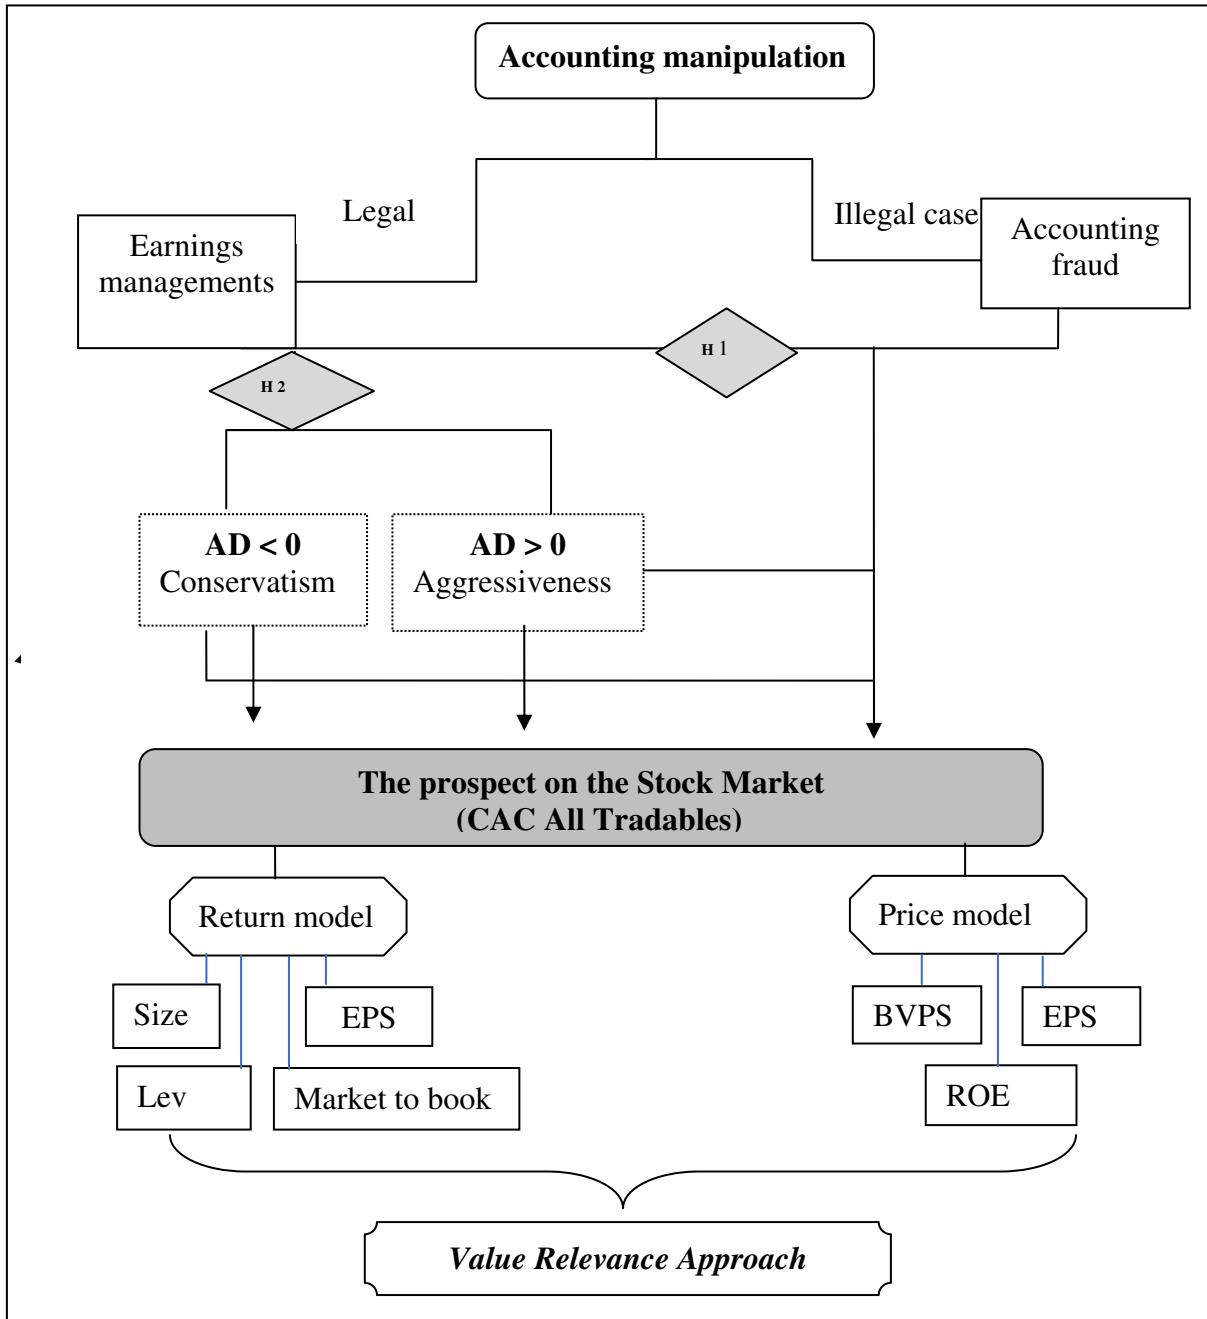 Accounting manipulation
Legal
Illegal case
Earnings
managements
Accounting
fraud
H 1
H 2
AD < 0
Conservatism
AD > 0
Aggressiveness
The prospect on the Stock Market
(CAC All Tradables)
Return model
Price model
Size
EPS
BVPS
EPS
Lev
Market to book
ROE
Value Relevance Approach